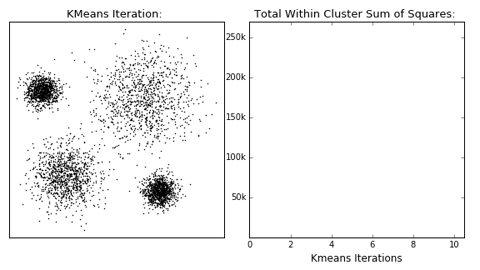 KMeans Iteration:
Total Within Cluster Sum of Squares:
250k
200k
150k
100k
50k
0 2 4 6 8 10
Kmeans Iterations